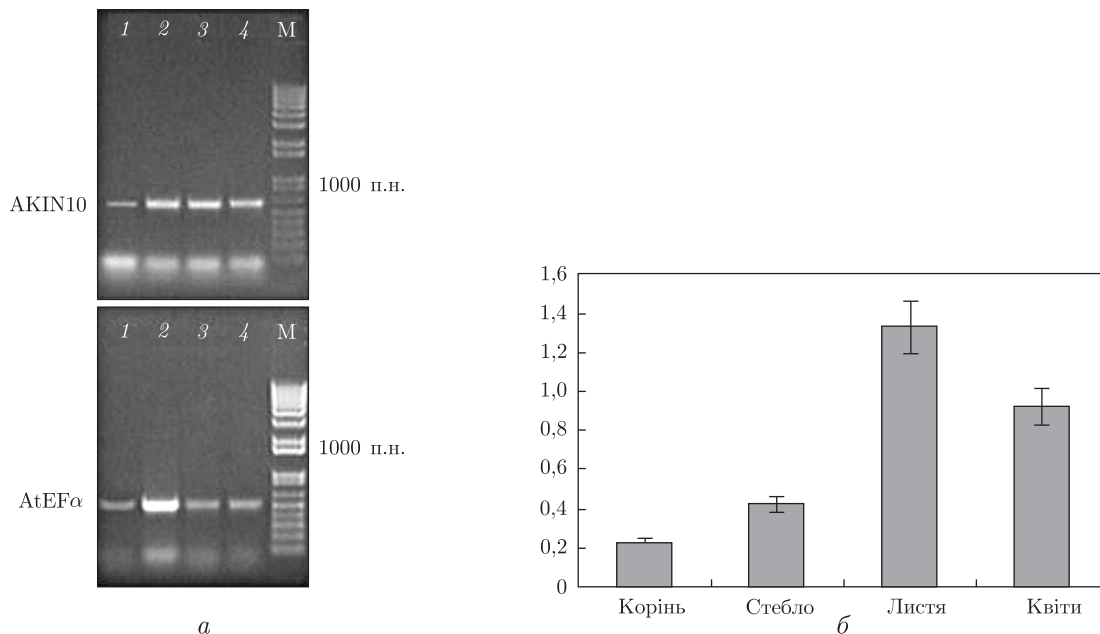 1 2 3 4 M
AKIN10
1000 п.н.
1 2 3 4 M
1000 п.н.
AtEFα
а
1,6
1,4
1,2
1,0
0,8
0,6
0,4
0,2
0
Корінь Стебло Листя Квіти
б